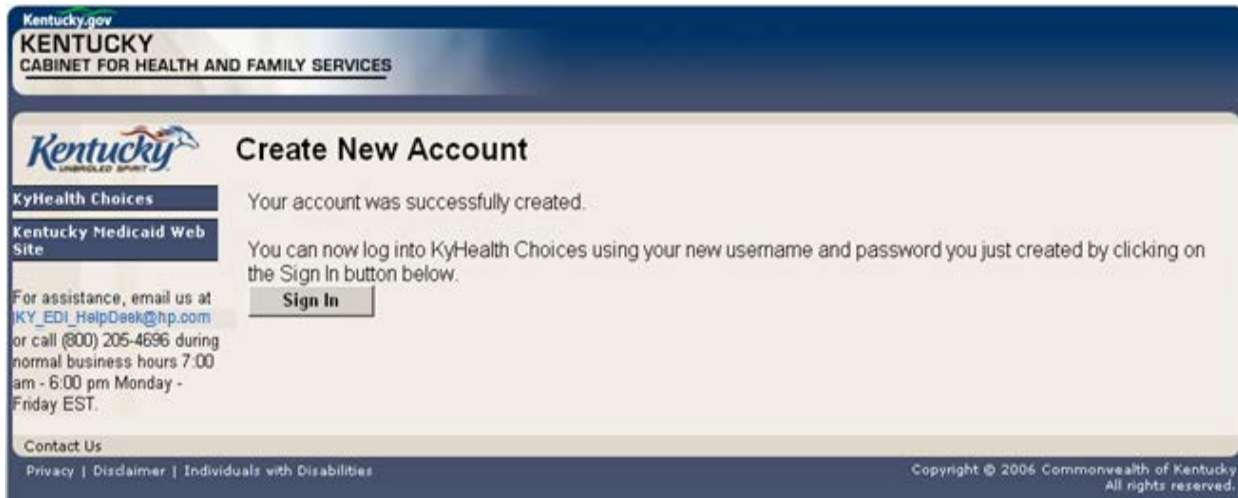 Kentucky.gov
KENTUCKY
CABINET FOR HEALTH AND FAMILY SERVICES
Kentucky
UNBRIDLED SPIRIT
KyHealth Choices
Kentucky Medicaid Web
Site
For assistance, email us at
KY_EDI_HelpDesk@hp.com
or call (800) 205-4696 during
normal business hours 7:00
am - 6:00 pm Monday -
Friday EST.
Create New Account
Your account was successfully created.
You can now log into KyHealth Choices using your new username and password you just created by clicking on
the Sign In button below.
Sign In
Contact Us
Privacy | Disclaimer | Individuals with Disabilities
Copyright © 2006 Commonwealth of Kentucky
All rights reserved.